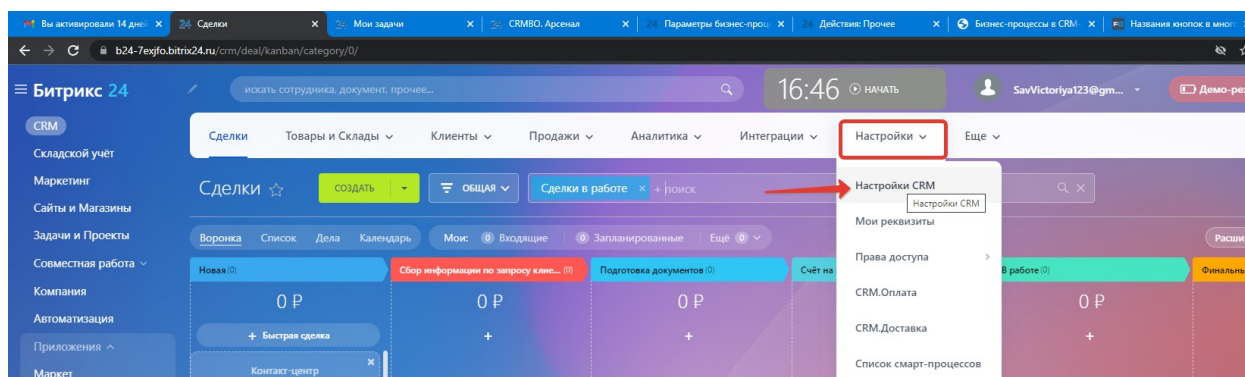 Вы активировали 14 дне
Сделки
Мои задачи
CRMBO. Арсенал
Параметры бизнес-проц
Действия: Прочее
Бизнес-процессы в CRM
Названия кнопок в мног
b24-7exjfo.bitrix24.ru/crm/deal/kanban/category/0/
Битрикс 24
искать сотрудника, документ, прочее...
16:46
НАЧАТЬ
SavVictoriya123@gm...
Демо-ре
CRM
Складской учёт
Маркетинг
Сайты и Магазины
Задачи и Проекты
Совместная работа
Компания
Автоматизация
Приложения
Маркет
Сделки
Товары и Склады
Клиенты
Продажи
Аналитика
Интеграции
Настройки
Еще
Сделки
СОЗДАТЬ
ОБЩАЯ
Сделки в работе ×
+ поиск
Воронка
Список
Дела
Календарь
Мои:
0 Входящие
0 Запланированные
Ещё 0
Расши
Новая (0)
Сбор информации по запросу клие... (0)
Подготовка документов (0)
Счёт на
В работе (0)
Финальн
0 ₽
0 ₽
0 ₽
0 ₽
+ Быстрая сделка
+
+
+
Контакт-центр
Настройки CRM
Настройки CRM
Мои реквизиты
Права доступа
CRM.Оплата
CRM.Доставка
Список смарт-процессов